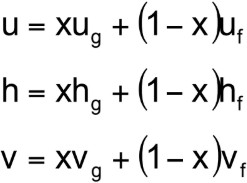 u = xu_g + (1 − x)u_f
h = xh_g + (1 − x)h_f
v = xv_g + (1 − x)v_f